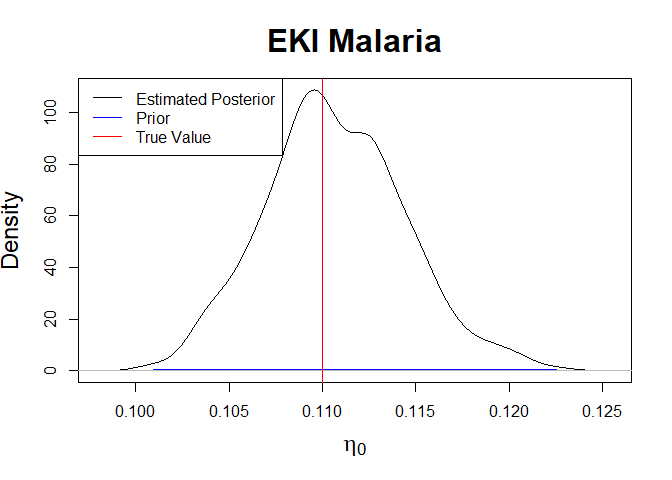 EKI Malaria
Estimated Posterior
Prior
True Value
Density
0
20
40
60
80
100
0.100 0.105 0.110 0.115 0.120 0.125
η0